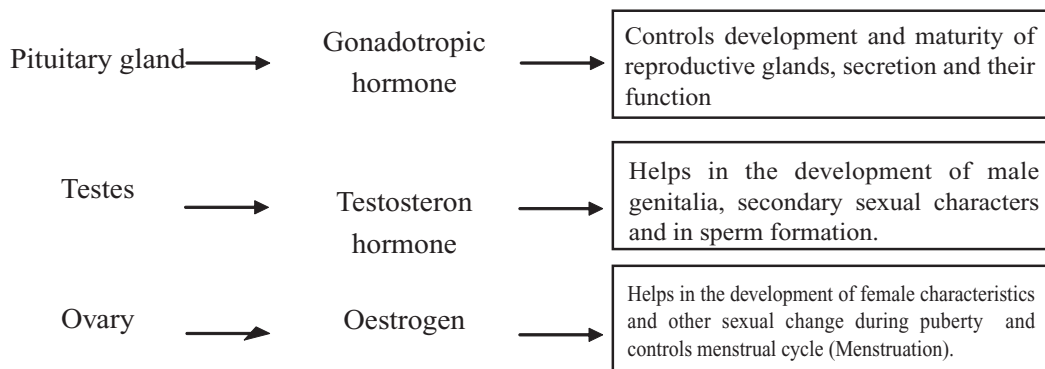 Pituitary gland
Gonadotropic
hormone
Controls development and maturity of
reproductive glands, secretion and their
function
Testes
Testosteron
hormone
Helps in the development of male
genitalia, secondary sexual characters
and in sperm formation.
Ovary
Oestrogen
Helps in the development of female characteristics
and other sexual change during puberty and
controls menstrual cycle (Menstruation).